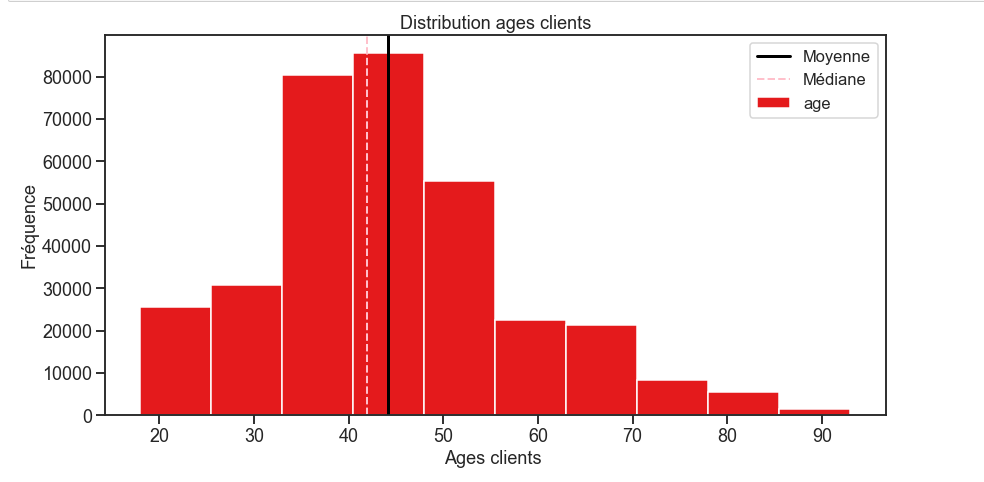 Distribution ages clients
Moyenne
Médiane
age
80000
70000
60000
50000
40000
30000
20000
10000
0
Fréquence
20 30 40 50 60 70 80 90
Ages clients